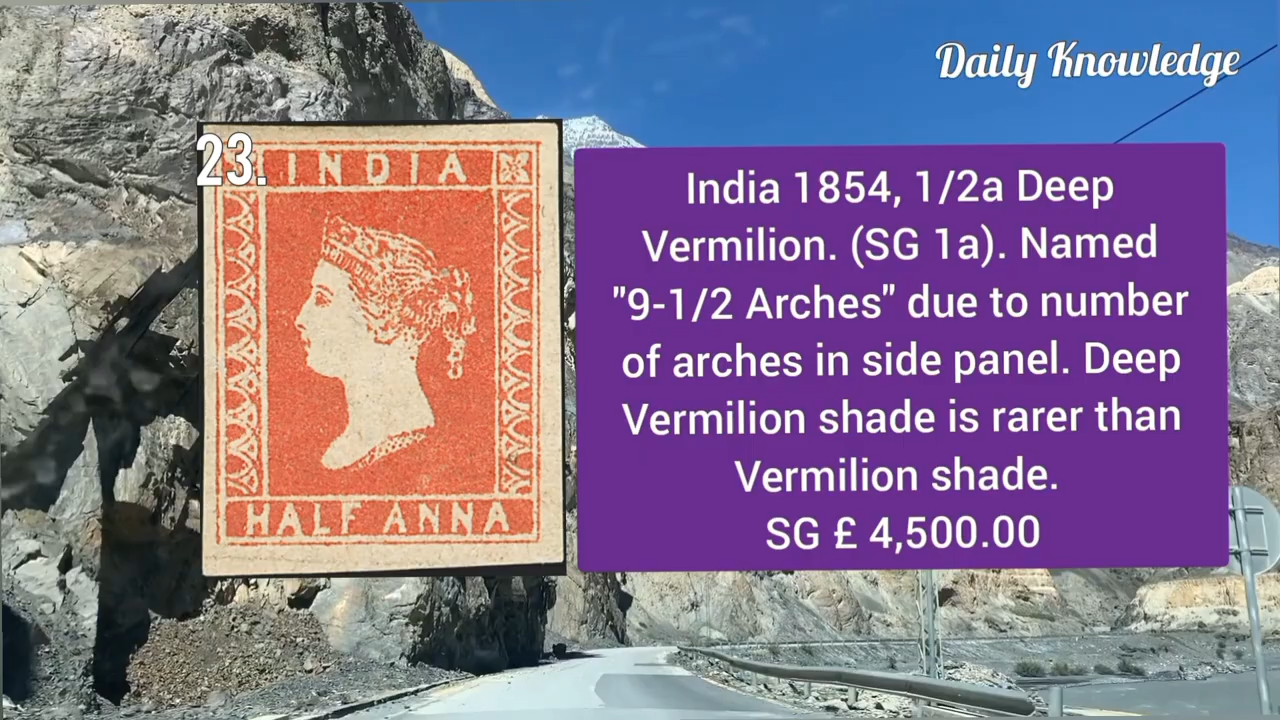 Daily Knowledge
23.
INDIA
HALF ANNA
India 1854, 1/2a Deep
Vermilion. (SG 1a). Named
"9-1/2 Arches" due to number
of arches in side panel. Deep
Vermilion shade is rarer than
Vermilion shade.
SG £ 4,500.00